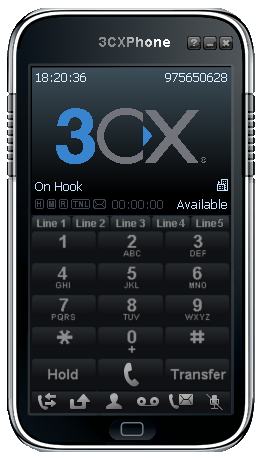 3CXPhone ? _ x
18:20:36 975650628
3CX
On Hook
H M R TNL 00:00:00 Available
Line 1 Line 2 Line 3 Line 4 Line5
1 2 3
ABC DEF
4 5 6
GHI JKL MNO
7 8 9
PQRS TUV WXYZ
* 0 #
+
Hold Transfer